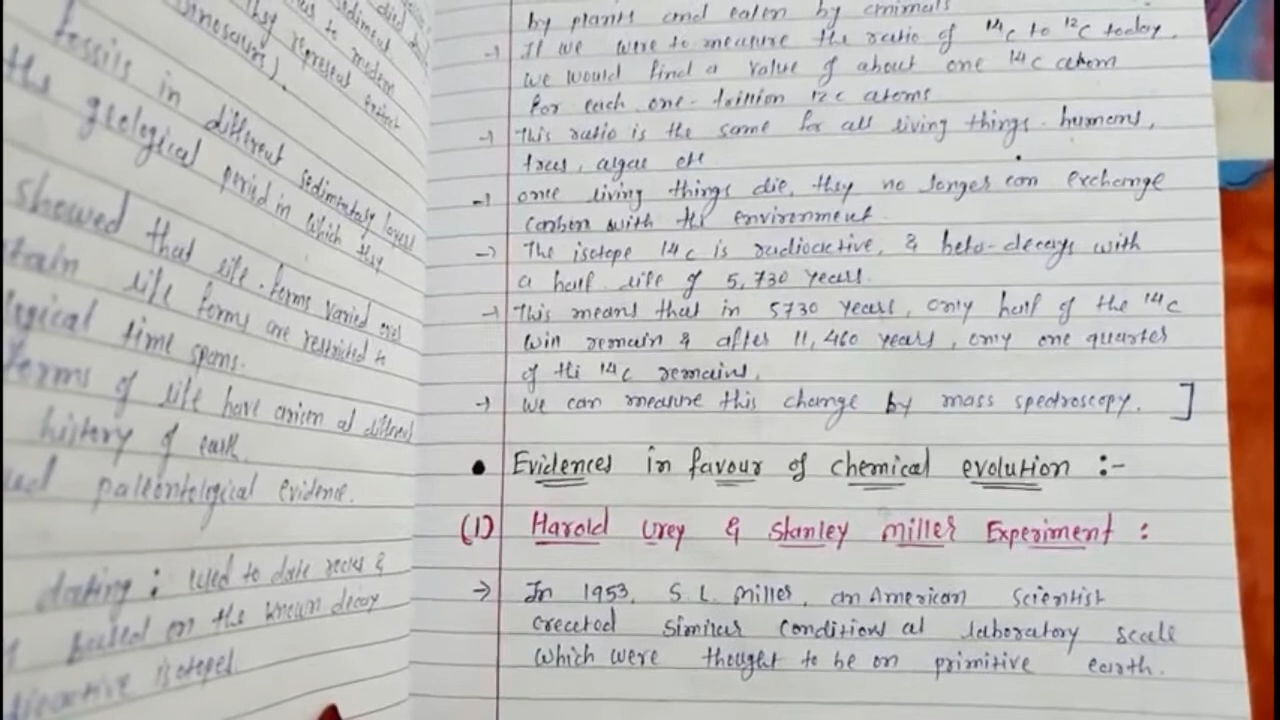 they represent extinct
dinosaurs).
fossils in different sedimentary layers
the geological period in which they
showed that life-forms varied over
tain life forms are restricted to
logical time spans.
forms of life have arisen at different
history of earth.
paleontological evidence.
dating : Used to date rocks &
based on the known decay
isotopes
by plants and eaten by animals
→ If we were to measure the ratio of ¹⁴C to ¹²C today,
we would find a value of about one ¹⁴C atom
for each one-trillion ¹²C atoms
→ This ratio is the same for all living things- humans,
trees, algae etc
→ once living things die, they no longer can exchange
carbon with the environment.
→ The isotope ¹⁴C is radioactive, & beta-decays with
a half life of 5,730 years.
→ This means that in 5730 years, only half of the ¹⁴C
will remain & after 11,460 years, only one quarter
of the ¹⁴C remains.
→ We can measure this change by mass spectroscopy. ]
• Evidences in favour of chemical evolution :-
(1) Harold Urey & Stanley Miller Experiment :
→ In 1953, S.L. Miller, an American Scientist
created similar conditions at laboratory scale
which were thought to be on primitive earth.